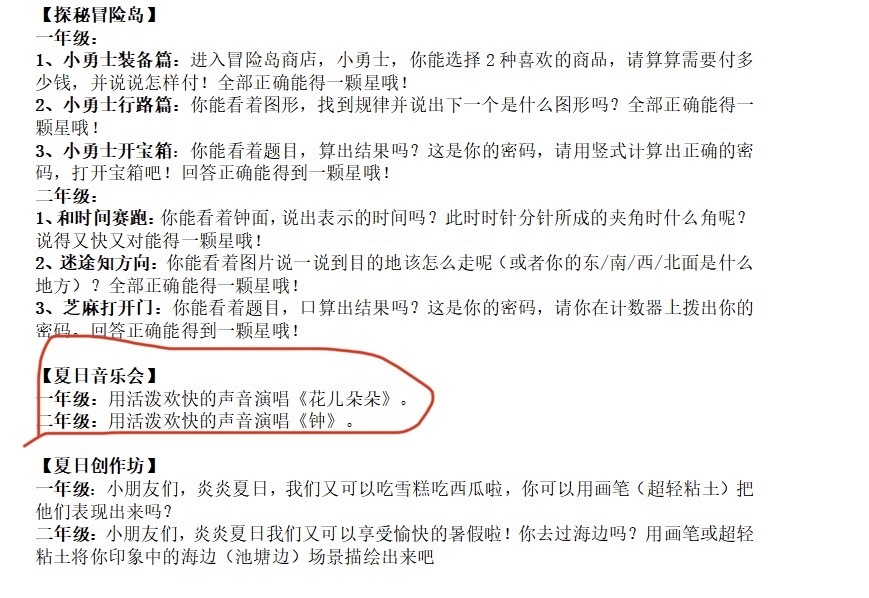 【探秘冒险岛】
一年级：
1、小勇士装备篇：进入冒险岛商店，小勇士，你能选择 2 种喜欢的商品，请算算需要付多
少钱，并说说怎样付！全部正确能得一颗星哦！
2、小勇士行路篇：你能看着图形，找到规律并说出下一个是什么图形吗？全部正确能得一
颗星哦！
3、小勇士开宝箱：你能看着题目，算出结果吗？这是你的密码，请用竖式计算出正确的密
码，打开宝箱吧！回答正确能得到一颗星哦！
二年级：
1、和时间赛跑：你能看着钟面，说出表示的时间吗？此时时针分针所成的夹角时什么角呢？
说得又快又对能得一颗星哦！
2、迷途知方向：你能看着图片说一说到目的地该怎么走呢（或者你的东/南/西/北面是什么
地方）？全部正确能得一颗星哦！
3、芝麻打开门：你能看着题目，口算出结果吗？这是你的密码，请你在计数器上拨出你的
密码。回答正确能得到一颗星哦！
【夏日音乐会】
一年级：用活泼欢快的声音演唱《花儿朵朵》。
二年级：用活泼欢快的声音演唱《钟》。
【夏日创作坊】
一年级：小朋友们，炎炎夏日，我们又可以吃雪糕吃西瓜啦，你可以用画笔（超轻粘土）把
他们表现出来吗？
二年级：小朋友们，炎炎夏日我们又可以享受愉快的暑假啦！你去过海边吗？用画笔或超轻
粘土将你印象中的海边（池塘边）场景描绘出来吧